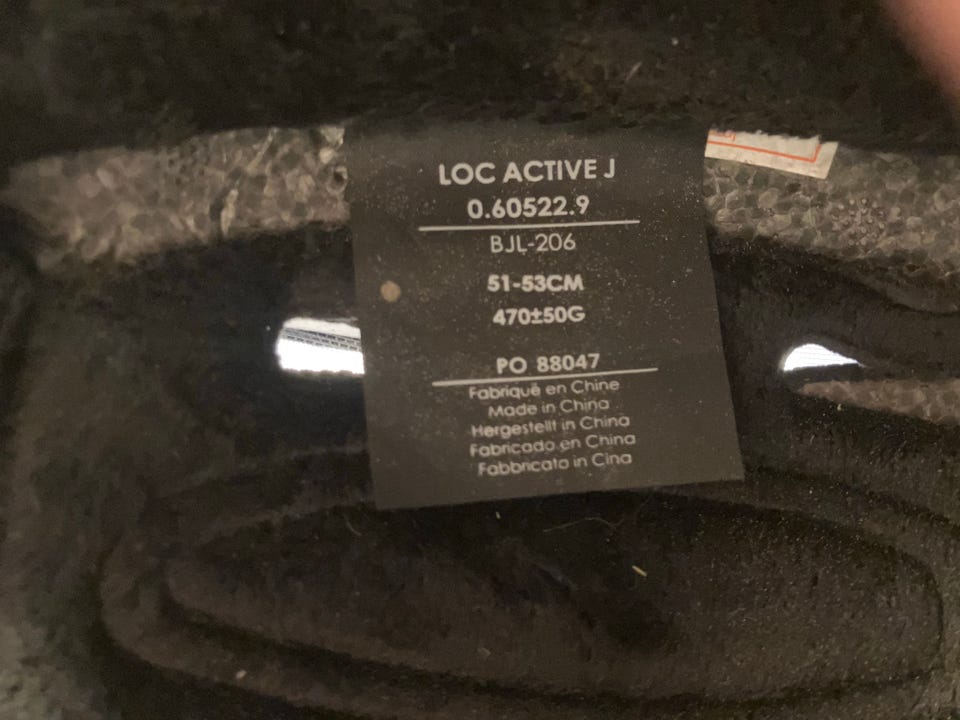 LOC ACTIVE J
0.60522.9
BJL-206
51-53CM
470±50G
PO 88047
Fabriqué en Chine
Made in China
Hergestellt in China
Fabricado en China
Fabbricato in Cina